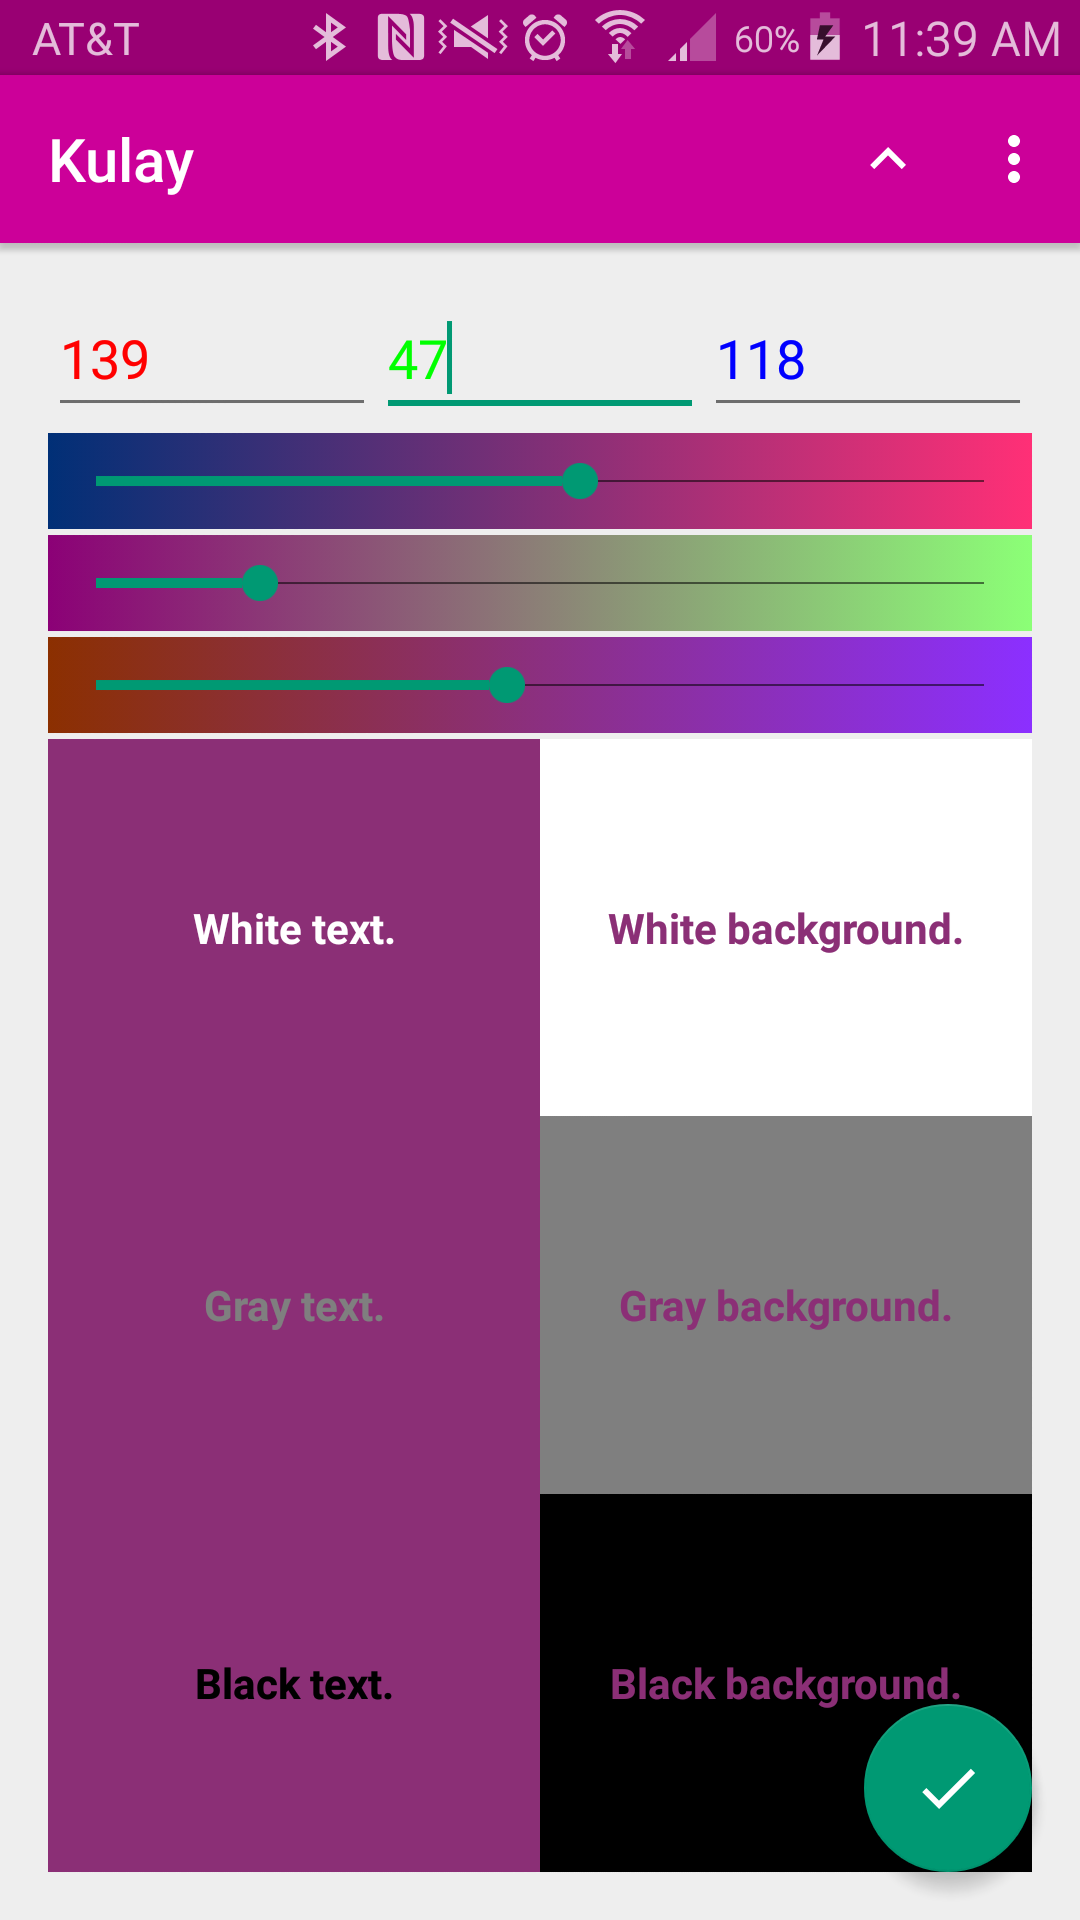 AT&T 60% 11:39 AM
Kulay
139 47 118
White text. White background.
Gray text. Gray background.
Black text. Black background.